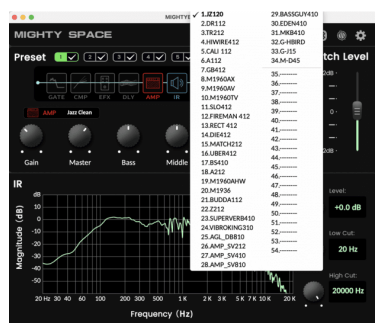 MIGHTY
MIGHTY SPACE
Preset 1 2 3 4 5
GATE CMP EFX DLY AMP IR
AMP Jazz Clean
Gain Master Bass Middle
✓ 1.JZ120
2.DR112
3.TR212
4.HIWIRE412
5.CALI 112
6.A112
7.GB412
8.M1960AX
9.M1960AV
10.M1960TV
11.SLO412
12.FIREMAN 412
13.RECT 412
14.DIE412
15.MATCH212
16.UBER412
17.BS410
18.A212
19.M1960AHW
20.M1936
21.BUDDA112
22.Z212
23.SUPERVERB410
24.VIBROKING310
25.AGL_DB810
26.AMP_SV212
27.AMP_SV410
28.AMP_SV810
29.BASSGUY410
30.EDEN410
31.MKB410
32.G-HBIRD
33.G-J15
34.M-D45
35.--------
36.--------
37.--------
38.--------
39.--------
40.--------
41.--------
42.--------
43.--------
44.--------
45.--------
46.--------
47.--------
48.--------
49.--------
50.--------
51.--------
52.--------
53.--------
54.--------
tch Level
2dB
0
2dB
IR
dB
10
0
-10
-20
-30
-40
-50
Magnitude (dB)
20 Hz 30 40 60 100 200 300 500 1 K 2 K 3 K 5 K 7 K 10 K 20 K
Frequency (Hz)
Level:
+0.0 dB
Low Cut:
20 Hz
High Cut:
20000 Hz